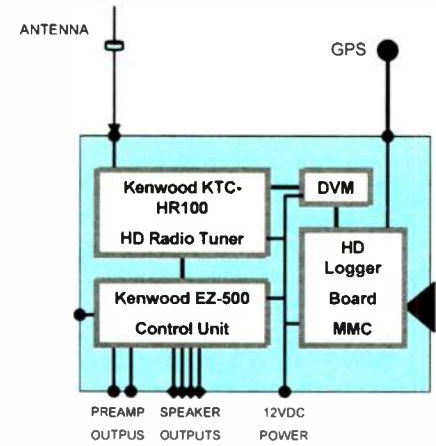 ANTENNA
GPS
Kenwood KTC-
HR100
HD Radio Tuner
DVM
HD
Logger
Board
MMC
Kenwood EZ-500
Control Unit
PREAMP
OUTPUS
SPEAKER
OUTPUTS
12VDC
POWER